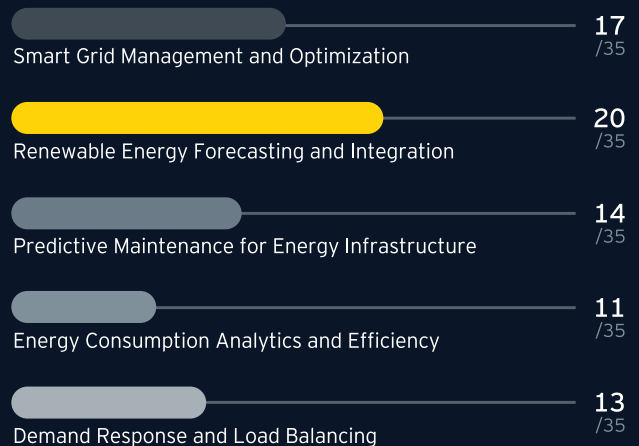 17
/35
Smart Grid Management and Optimization
20
/35
Renewable Energy Forecasting and Integration
14
/35
Predictive Maintenance for Energy Infrastructure
11
/35
Energy Consumption Analytics and Efficiency
13
/35
Demand Response and Load Balancing